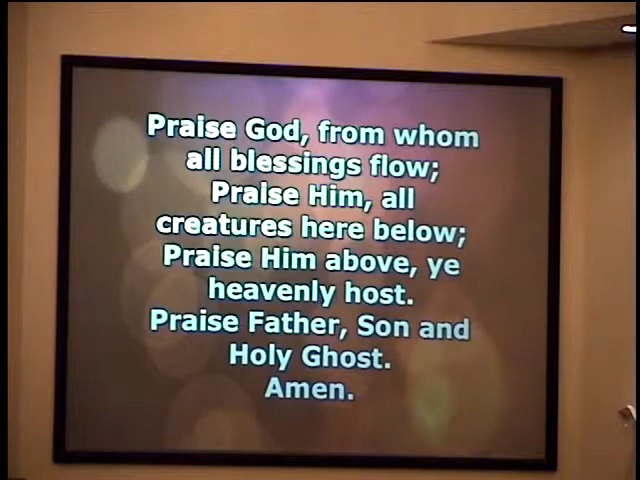 Praise God, from whom
all blessings flow;
Praise Him, all
creatures here below;
Praise Him above, ye
heavenly host.
Praise Father, Son and
Holy Ghost.
Amen.